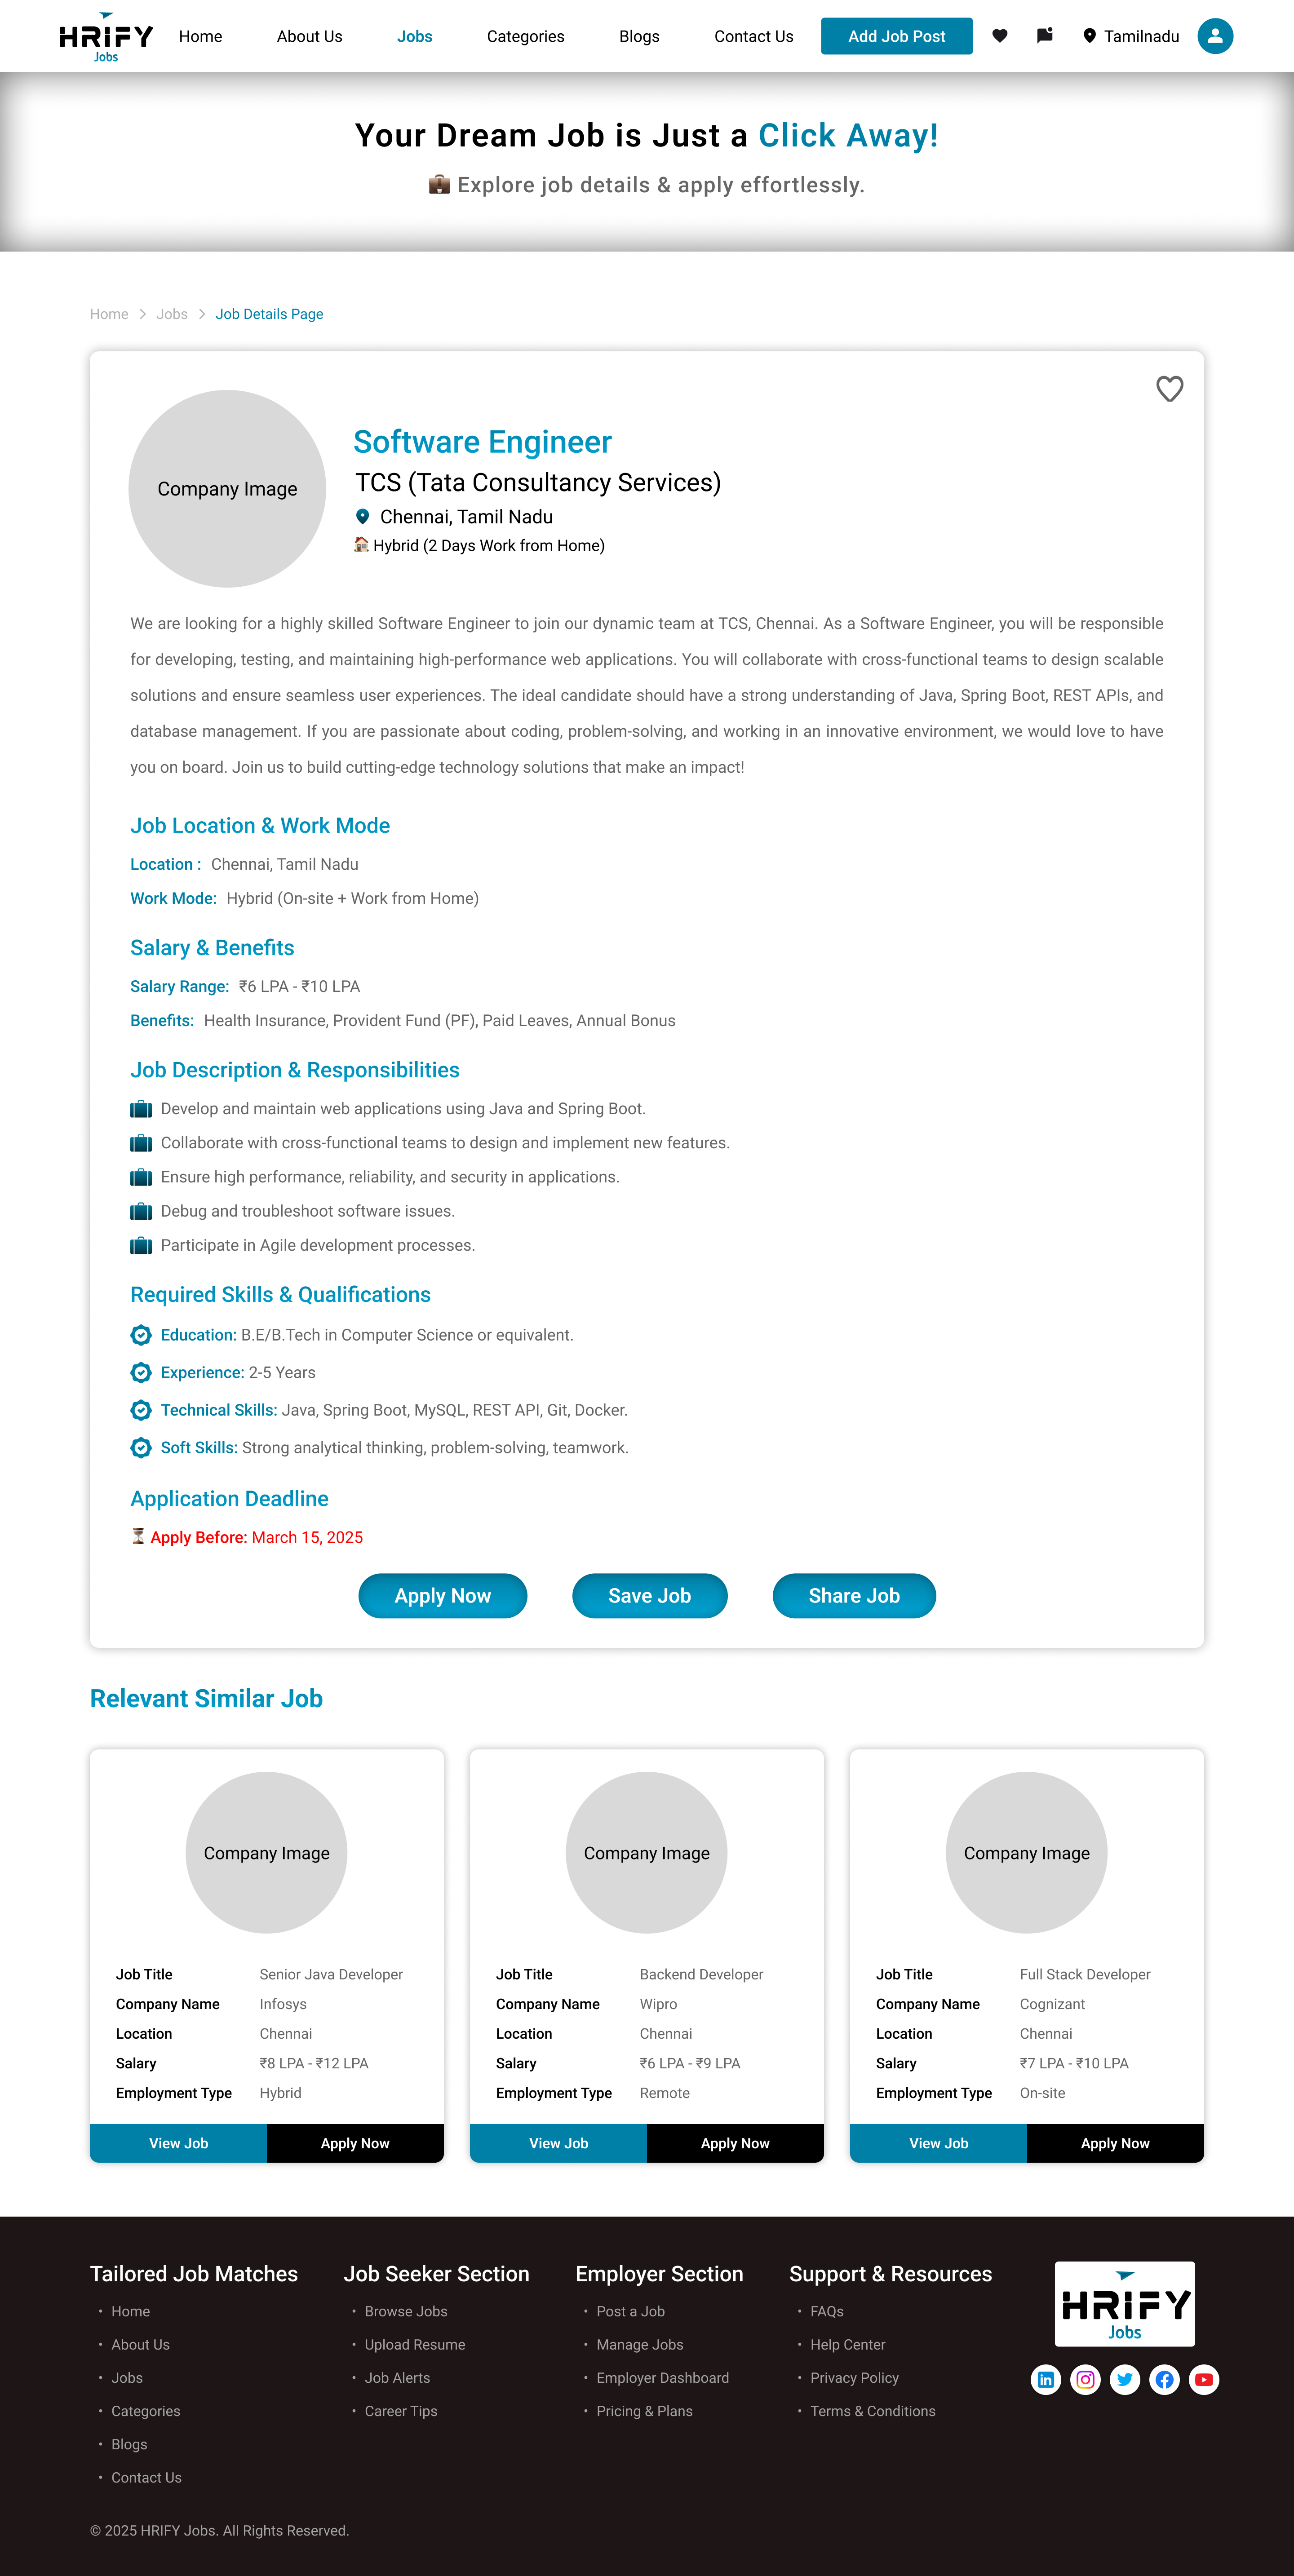 HRIFY
Jobs
Home
About Us
Jobs
Categories
Blogs
Contact Us
Add Job Post
Tamilnadu
Your Dream Job is Just a Click Away!
Explore job details & apply effortlessly.
Home > Jobs > Job Details Page
Company Image
Software Engineer
TCS (Tata Consultancy Services)
Chennai, Tamil Nadu
Hybrid (2 Days Work from Home)
We are looking for a highly skilled Software Engineer to join our dynamic team at TCS, Chennai. As a Software Engineer, you will be responsible
for developing, testing, and maintaining high-performance web applications. You will collaborate with cross-functional teams to design scalable
solutions and ensure seamless user experiences. The ideal candidate should have a strong understanding of Java, Spring Boot, REST APIs, and
database management. If you are passionate about coding, problem-solving, and working in an innovative environment, we would love to have
you on board. Join us to build cutting-edge technology solutions that make an impact!
Job Location & Work Mode
Location : Chennai, Tamil Nadu
Work Mode: Hybrid (On-site + Work from Home)
Salary & Benefits
Salary Range: ₹6 LPA - ₹10 LPA
Benefits: Health Insurance, Provident Fund (PF), Paid Leaves, Annual Bonus
Job Description & Responsibilities
Develop and maintain web applications using Java and Spring Boot.
Collaborate with cross-functional teams to design and implement new features.
Ensure high performance, reliability, and security in applications.
Debug and troubleshoot software issues.
Participate in Agile development processes.
Required Skills & Qualifications
Education: B.E/B.Tech in Computer Science or equivalent.
Experience: 2-5 Years
Technical Skills: Java, Spring Boot, MySQL, REST API, Git, Docker.
Soft Skills: Strong analytical thinking, problem-solving, teamwork.
Application Deadline
Apply Before: March 15, 2025
Apply Now
Save Job
Share Job
Relevant Similar Job
Company Image
Job Title Senior Java Developer
Company Name Infosys
Location Chennai
Salary ₹8 LPA - ₹12 LPA
Employment Type Hybrid
View Job
Apply Now
Company Image
Job Title Backend Developer
Company Name Wipro
Location Chennai
Salary ₹6 LPA - ₹9 LPA
Employment Type Remote
View Job
Apply Now
Company Image
Job Title Full Stack Developer
Company Name Cognizant
Location Chennai
Salary ₹7 LPA - ₹10 LPA
Employment Type On-site
View Job
Apply Now
Tailored Job Matches
• Home
• About Us
• Jobs
• Categories
• Blogs
• Contact Us
Job Seeker Section
• Browse Jobs
• Upload Resume
• Job Alerts
• Career Tips
Employer Section
• Post a Job
• Manage Jobs
• Employer Dashboard
• Pricing & Plans
Support & Resources
• FAQs
• Help Center
• Privacy Policy
• Terms & Conditions
HRIFY
Jobs
© 2025 HRIFY Jobs. All Rights Reserved.